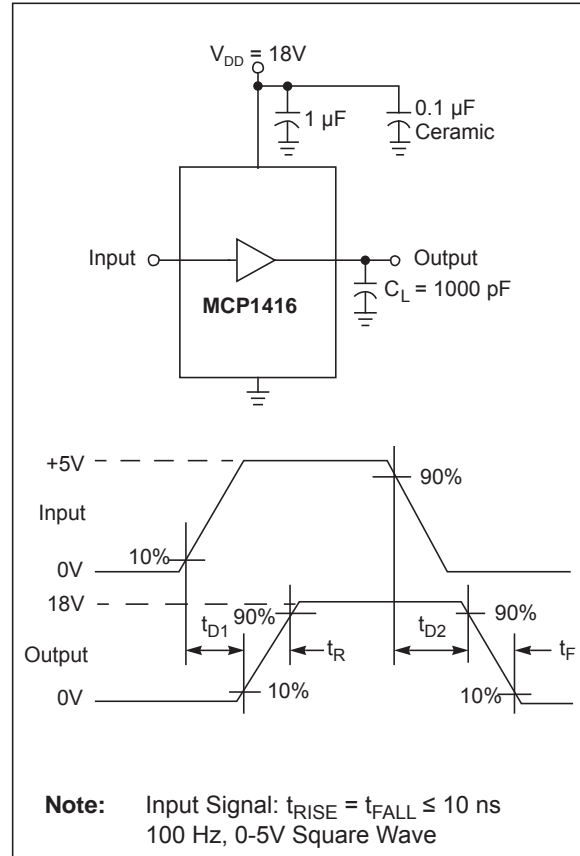 V_DD = 18V
1 µF
0.1 µF
Ceramic
Input
Output
C_L = 1000 pF
MCP1416
+5V
Input
90%
10%
0V
18V
90%
t_D1
t_R
t_D2
90%
t_F
Output
10%
10%
0V
Note: Input Signal: t_RISE = t_FALL ≤ 10 ns
100 Hz, 0-5V Square Wave